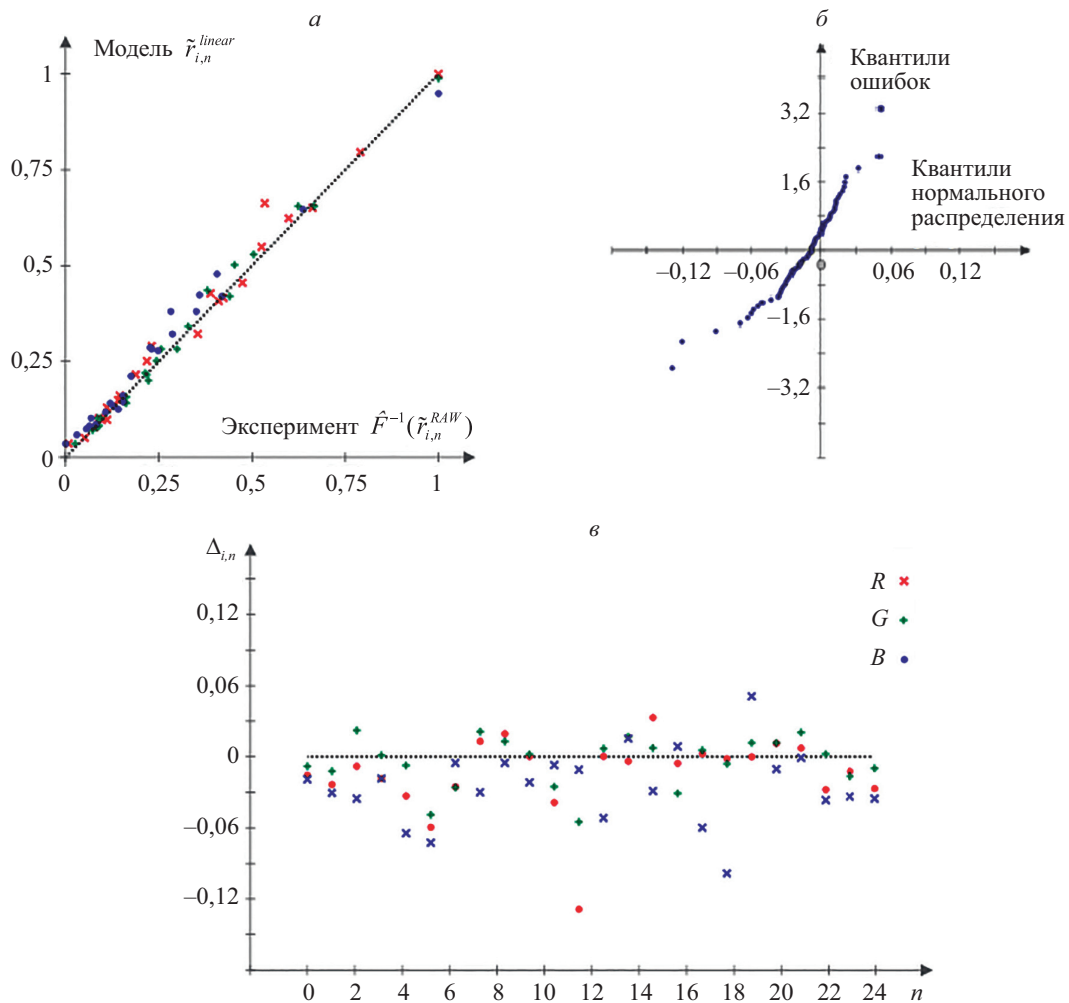 а
Модель r̃ᵢ,ₙˡⁱⁿᵉᵃʳ
1
0,75
0,5
0,25
0
Эксперимент F̂⁻¹(r̃ᵢ,ₙᴿᴬᵂ)
0 0,25 0,5 0,75 1
б
Квантили
ошибок
3,2
1,6
Квантили
нормального
распределения
–0,12 –0,06 0 0,06 0,12
–1,6
–3,2
в
Δᵢ,ₙ
R
0,12
G
B
0,06
0
–0,06
–0,12
0 2 4 6 8 10 12 14 16 18 20 22 24 n